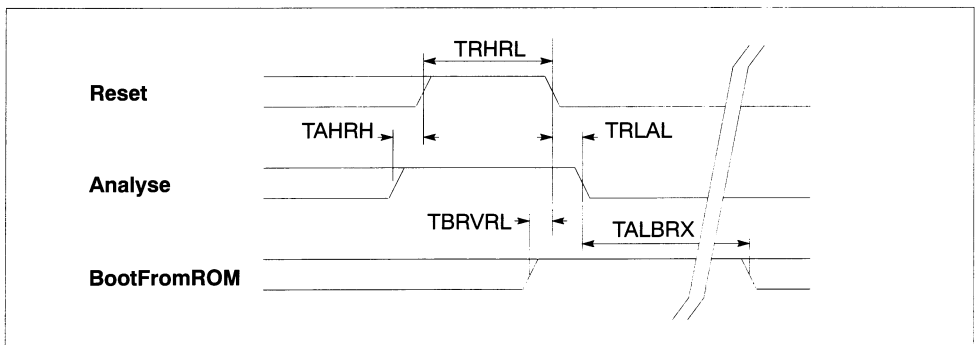 TRHRL
Reset
TAHRH TRLAL
Analyse
TBRVRL TALBRX
BootFromROM